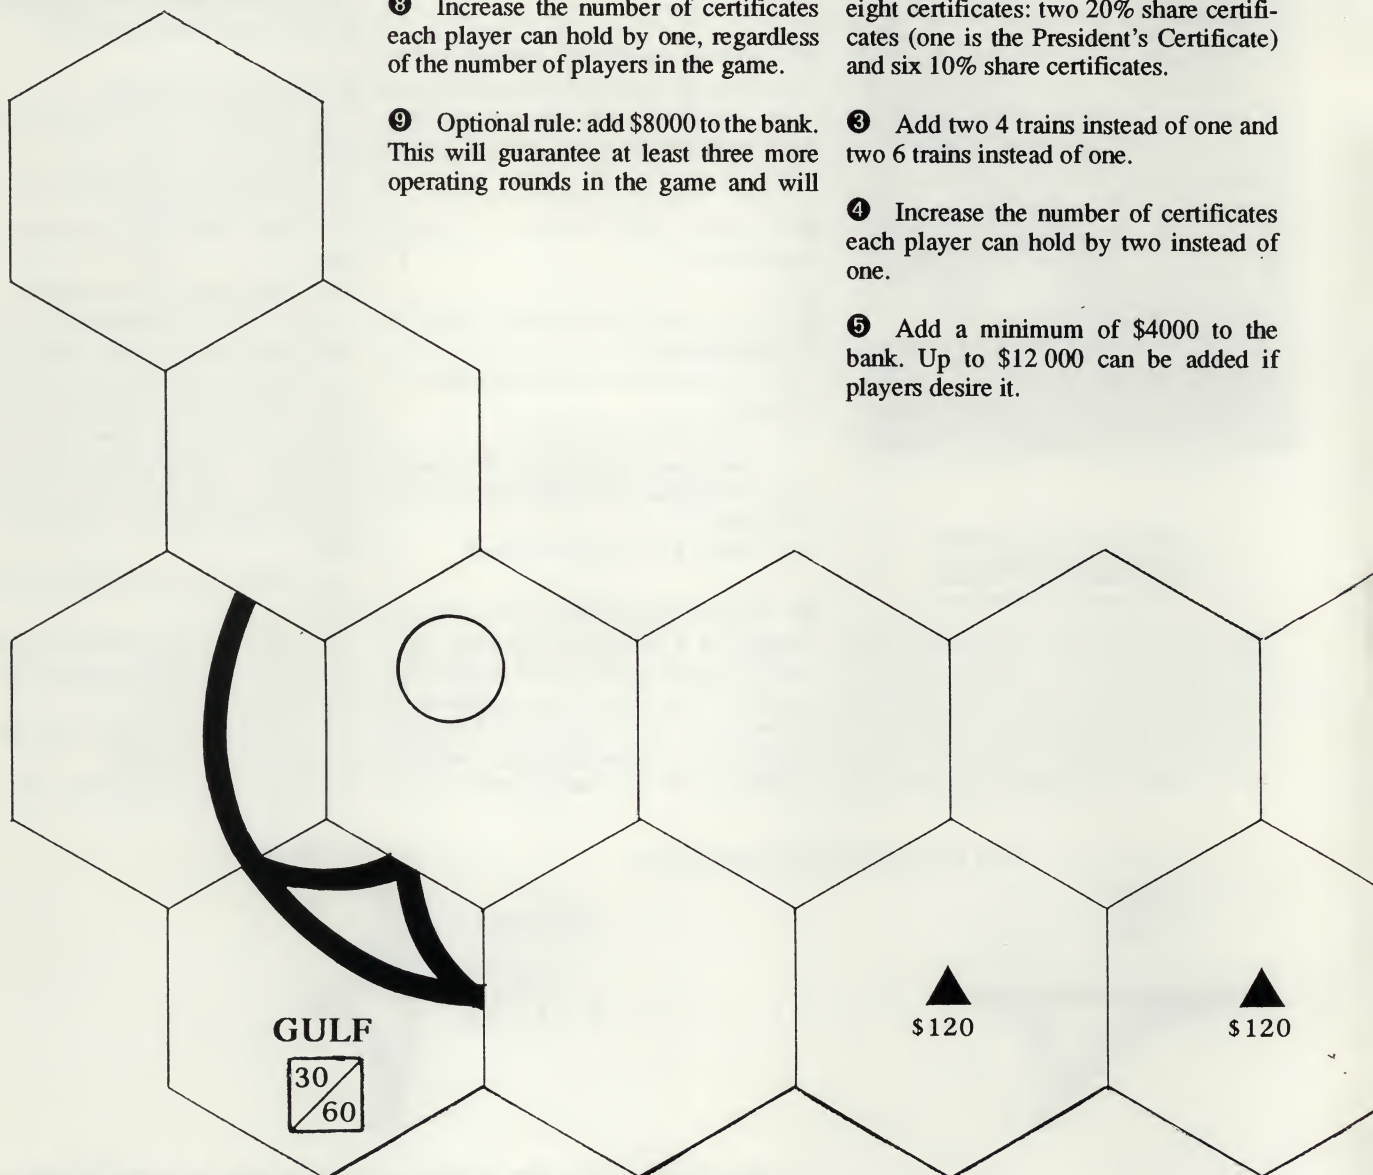 ❽ Increase the number of certificates
each player can hold by one, regardless
of the number of players in the game.
❾ Optional rule: add $8000 to the bank.
This will guarantee at least three more
operating rounds in the game and will
eight certificates: two 20% share certifi-
cates (one is the President's Certificate)
and six 10% share certificates.
❸ Add two 4 trains instead of one and
two 6 trains instead of one.
❹ Increase the number of certificates
each player can hold by two instead of
one.
❺ Add a minimum of $4000 to the
bank. Up to $12 000 can be added if
players desire it.
GULF
30
60
$120
$120